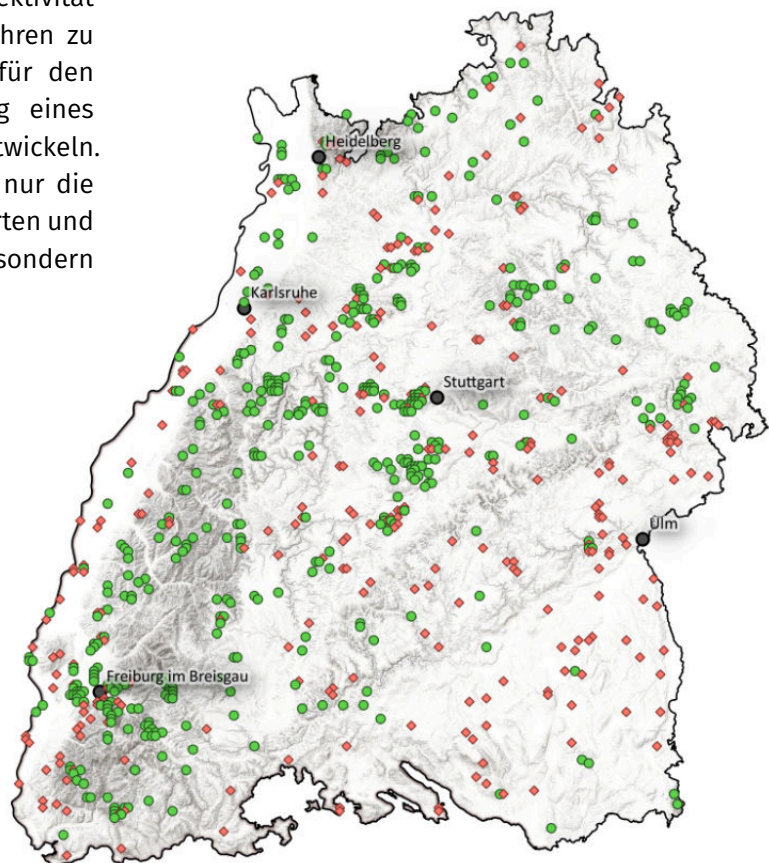 ektivität
hren zu
für den
g eines
twickeln.
nur die
rten und
sondern
Heidelberg
Karlsruhe
Stuttgart
Ulm
Freiburg im Breisgau